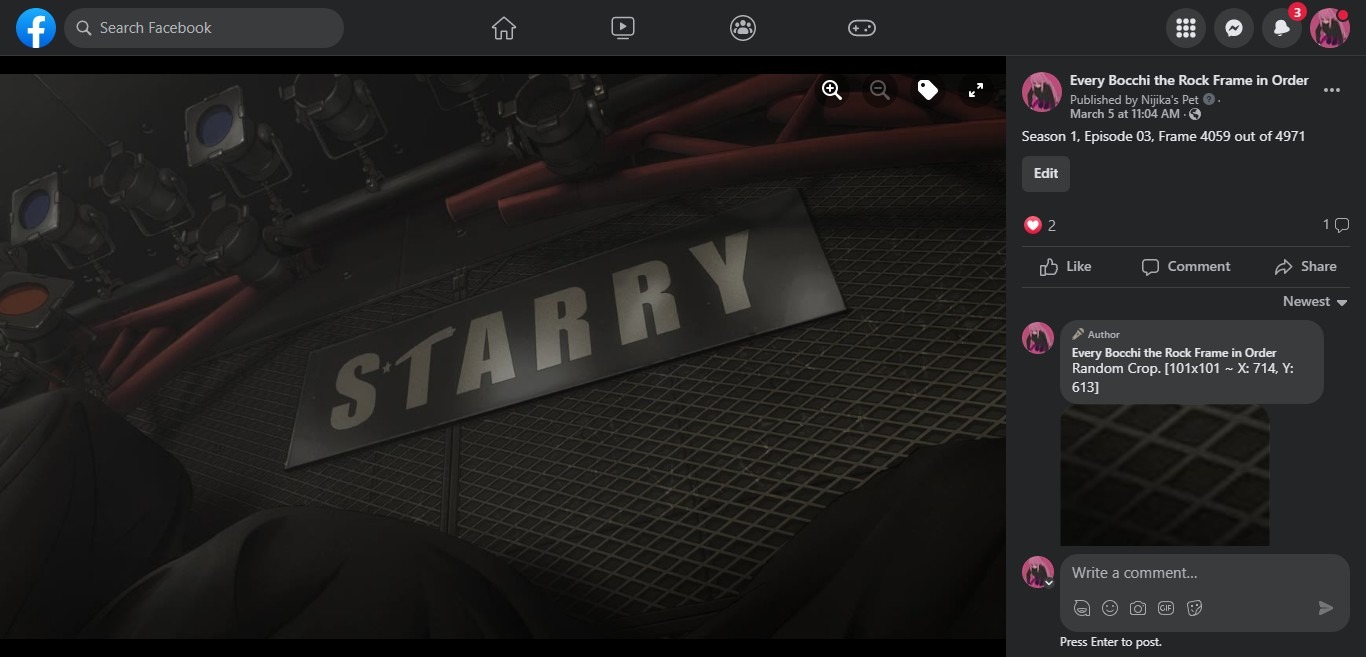 Search Facebook
3
Every Bocchi the Rock Frame in Order
Published by Nijika's Pet ·
March 5 at 11:04 AM ·
Season 1, Episode 03, Frame 4059 out of 4971
Edit
2
1
Like
Comment
Share
Newest
STARRY
Author
Every Bocchi the Rock Frame in Order
Random Crop. [101x101 ~ X: 714, Y:
613]
Write a comment...
GIF
Press Enter to post.